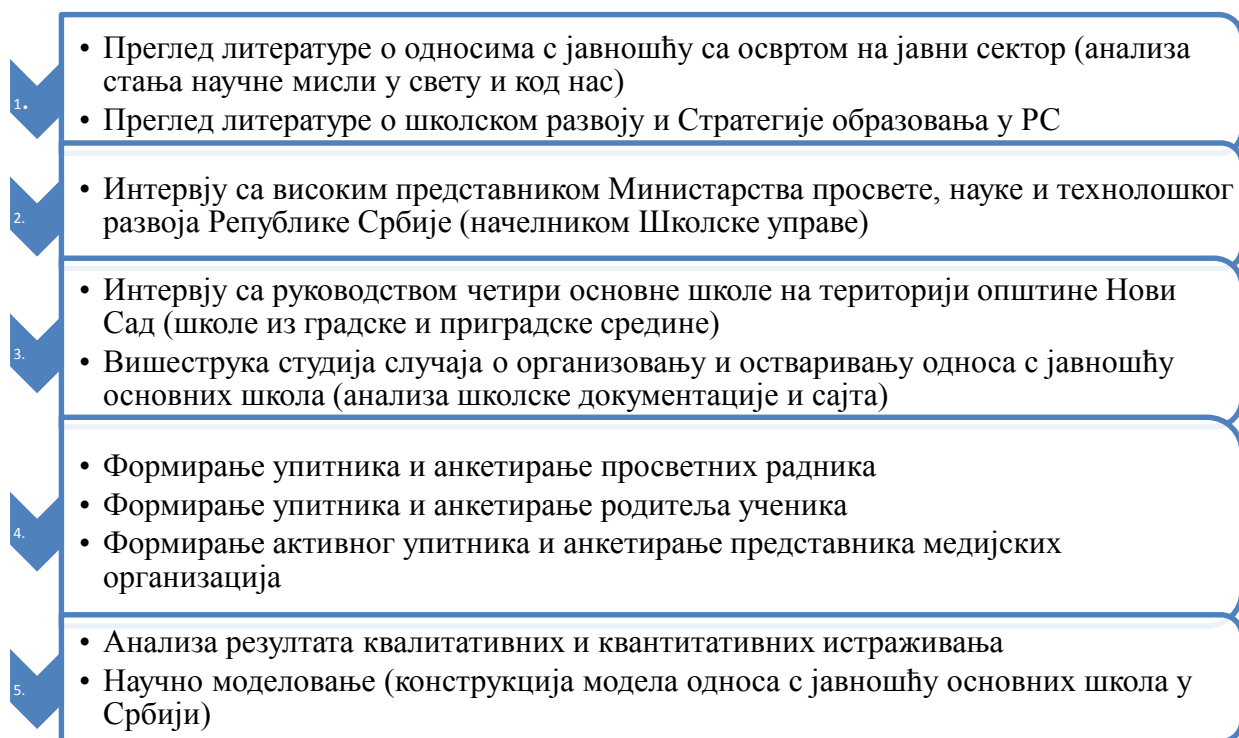 1.
• Преглед литературе о односима с јавношћу са освртом на јавни сектор (анализа
стања научне мисли у свету и код нас)
• Преглед литературе о школском развоју и Стратегије образовања у РС
2.
• Интервју са високим представником Министарства просвете, науке и технолошког
развоја Републике Србије (начелником Школске управе)
3.
• Интервју са руководством четири основне школе на територији општине Нови
Сад (школе из градске и приградске средине)
• Вишеструка студија случаја о организовању и остваривању односа с јавношћу
основних школа (анализа школске документације и сајта)
4.
• Формирање упитника и анкетирање просветних радника
• Формирање упитника и анкетирање родитеља ученика
• Формирање активног упитника и анкетирање представника медијских
организација
5.
• Анализа резултата квалитативних и квантитативних истраживања
• Научно моделовање (конструкција модела односа с јавношћу основних школа у
Србији)